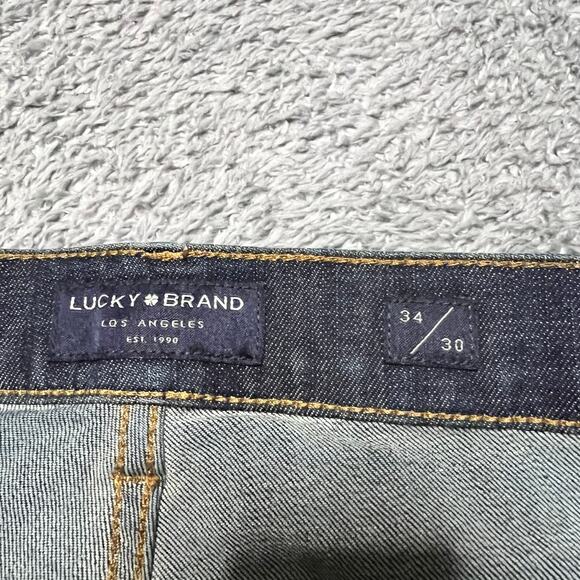 LUCKY BRAND
LOS ANGELES
EST. 1990
34/30